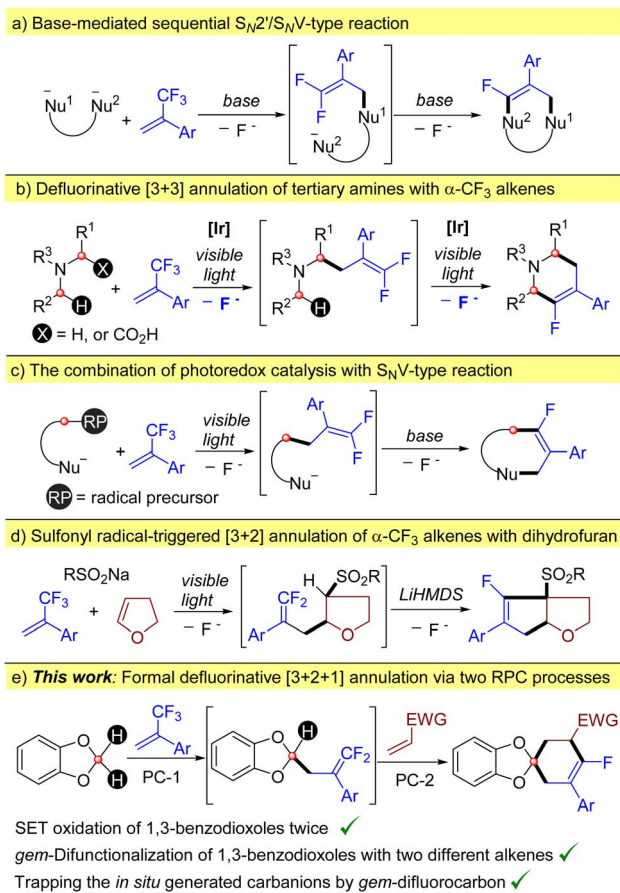 a) Base-mediated sequential S_N2'/S_NV-type reaction
Nu¹ Nu² + CF₃ Ar base − F⁻ Ar F F Nu¹ Nu² base − F⁻ Ar F Nu² Nu¹
b) Defluorinative [3+3] annulation of tertiary amines with α-CF₃ alkenes
R¹ R³ N X R² H + CF₃ Ar [Ir] visible light − F⁻ R¹ R³ N Ar F F R² H [Ir] visible light − F⁻ R¹ R³ N R² Ar F
X = H, or CO₂H
c) The combination of photoredox catalysis with S_NV-type reaction
RP Nu⁻ + CF₃ Ar visible light − F⁻ Ar F F Nu⁻ base − F⁻ F Ar Nu
RP = radical precursor
d) Sulfonyl radical-triggered [3+2] annulation of α-CF₃ alkenes with dihydrofuran
RSO₂Na
CF₃ Ar + O visible light − F⁻ H SO₂R CF₂ Ar O LiHMDS − F⁻ F SO₂R Ar O
e) This work: Formal defluorinative [3+2+1] annulation via two RPC processes
O O H H CF₃ Ar PC-1 O O H CF₂ Ar EWG PC-2 EWG O O F Ar
SET oxidation of 1,3-benzodioxoles twice ✓
gem-Difunctionalization of 1,3-benzodioxoles with two different alkenes ✓
Trapping the in situ generated carbanions by gem-difluorocarbon ✓